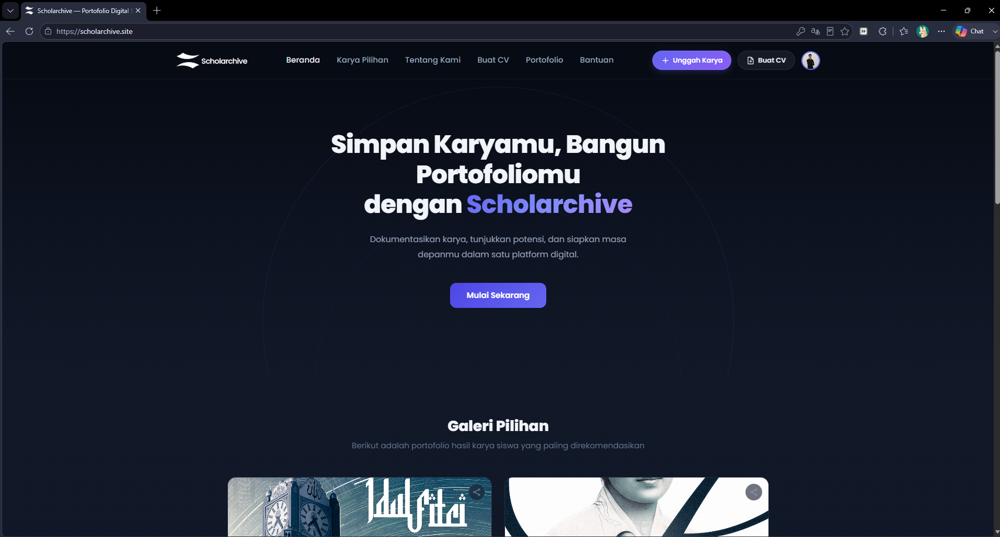 Scholarchive — Portofolio Digital
https://scholarchive.site
Chat
Scholarchive
Beranda
Karya Pilihan
Tentang Kami
Buat CV
Portofolio
Bantuan
Unggah Karya
Buat CV
Simpan Karyamu, Bangun
Portofoliomu
dengan Scholarchive
Dokumentasikan karya, tunjukkan potensi, dan siapkan masa
depanmu dalam satu platform digital.
Mulai Sekarang
Galeri Pilihan
Berikut adalah portofolio hasil karya siswa yang paling direkomendasikan
Idul Fitri